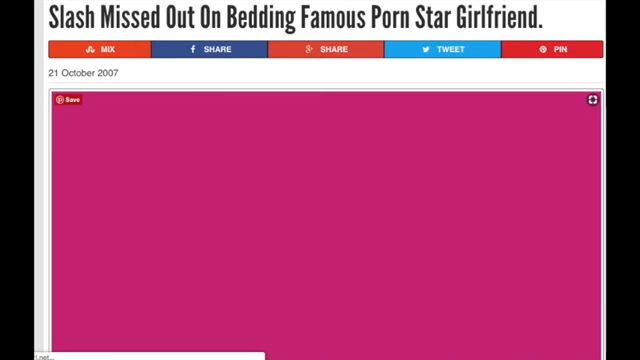 Slash Missed Out On Bedding Famous Porn Star Girlfriend.
MIX SHARE SHARE TWEET PIN
21 October 2007
Save